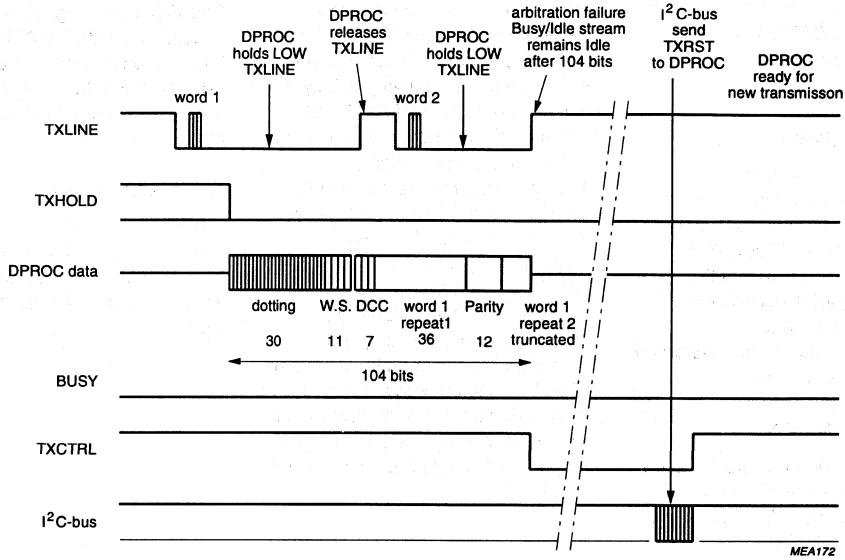 DPROC
holds LOW
TXLINE
DPROC
releases
TXLINE
DPROC
holds LOW
TXLINE
arbitration failure
Busy/Idle stream
remains Idle
after 104 bits
I²C-bus
send
TXRST
to DPROC
DPROC
ready for
new transmisson
word 1
word 2
TXLINE
TXHOLD
DPROC data
dotting
W.S.
DCC
word 1
repeat1
Parity
word 1
repeat 2
truncated
30
11
7
36
12
104 bits
BUSY
TXCTRL
I²C-bus
MEA172